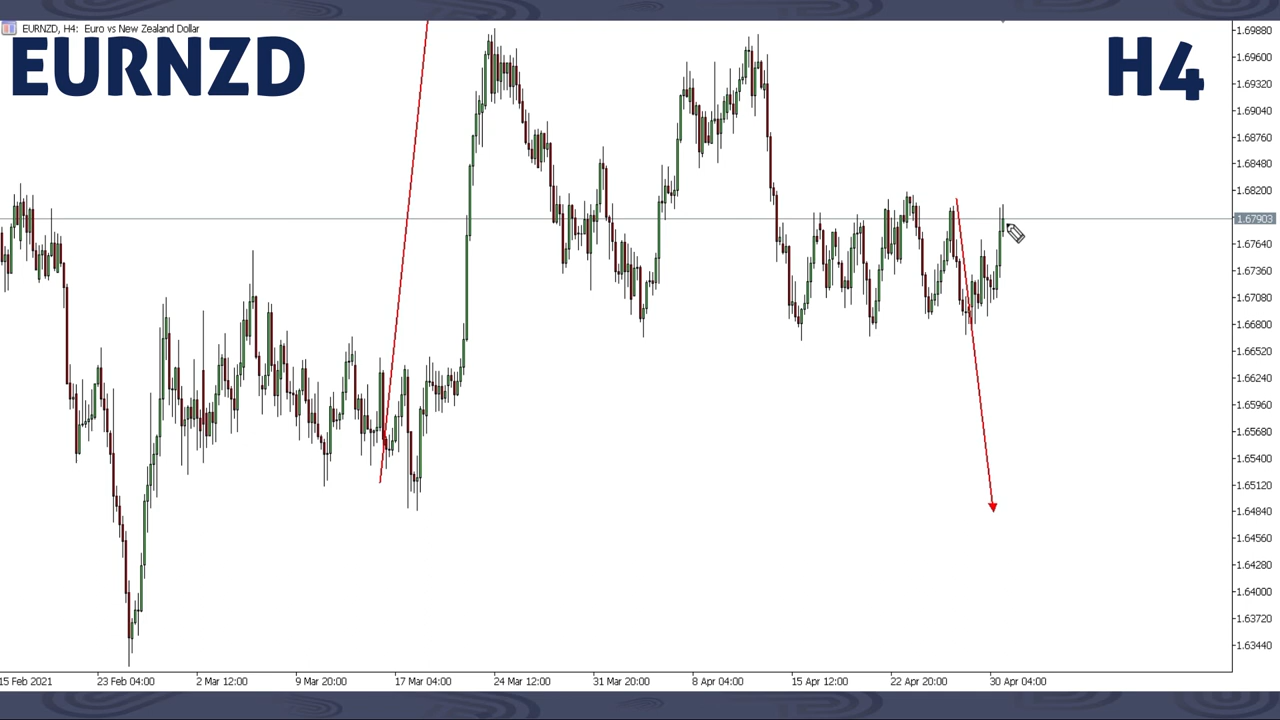 EURNZD, H4: Euro vs New Zealand Dollar
EURNZD
H4
1.69880
1.69600
1.69320
1.69040
1.68760
1.68480
1.68200
1.67903
1.67640
1.67360
1.67080
1.66800
1.66520
1.66240
1.65960
1.65680
1.65400
1.65120
1.64840
1.64560
1.64280
1.64000
1.63720
1.63440
15 Feb 2021
23 Feb 04:00
2 Mar 12:00
9 Mar 20:00
17 Mar 04:00
24 Mar 12:00
31 Mar 20:00
8 Apr 04:00
15 Apr 12:00
22 Apr 20:00
30 Apr 04:00